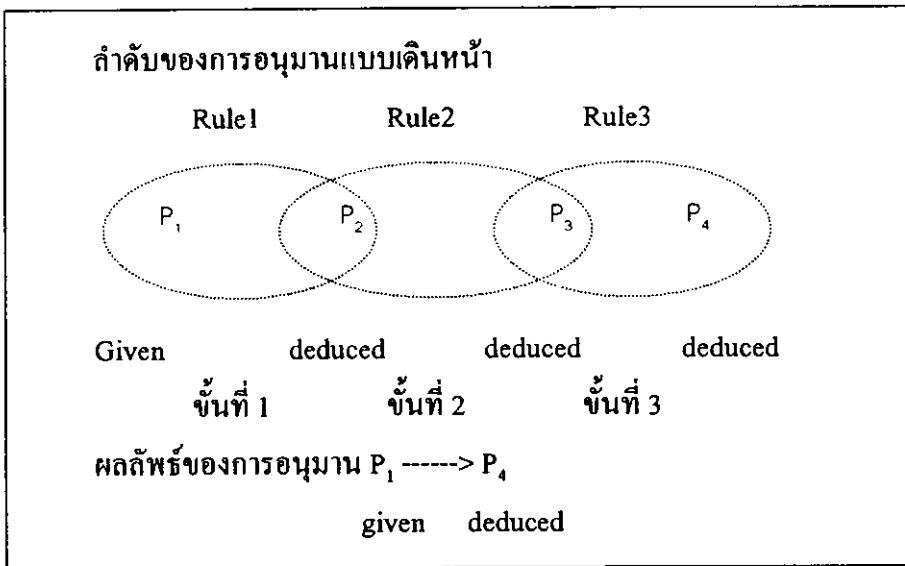 ลำดับของการอนุมานแบบเดินหน้า
Rule1 Rule2 Rule3
P₁ P₂ P₃ P₄
Given deduced deduced deduced
ขั้นที่ 1 ขั้นที่ 2 ขั้นที่ 3
ผลลัพธ์ของการอนุมาน P₁ ------> P₄
given deduced